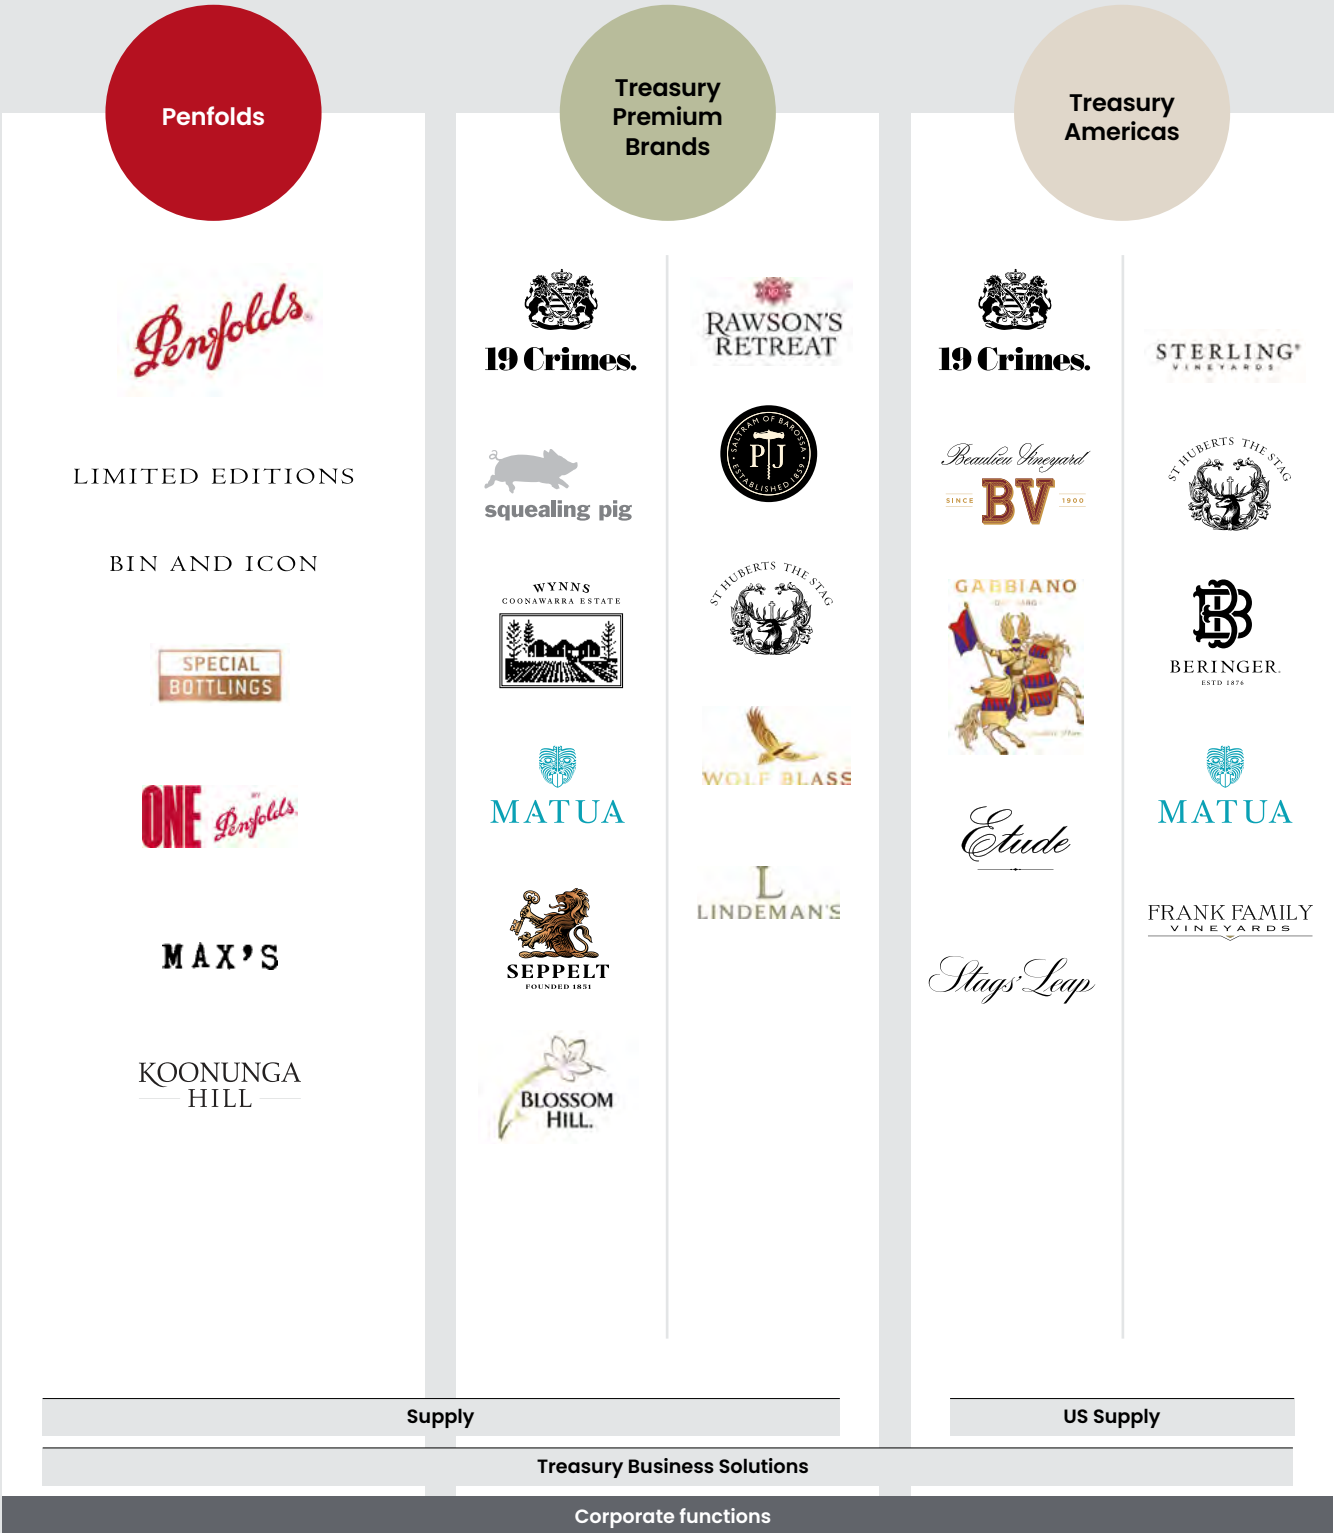 Penfolds
Penfolds
LIMITED EDITIONS
BIN AND ICON
SPECIAL
BOTTLINGS
ONE BY Penfolds
MAX'S
KOONUNGA
HILL
Treasury
Premium
Brands
19 Crimes.
squealing pig
WYNNS
COONAWARRA ESTATE
MATUA
SEPPELT
FOUNDED 1851
BLOSSOM
HILL.
RAWSON'S
RETREAT
SALTRAM OF BAROSSA
PTJ
ESTABLISHED 1859
ST HUBERTS THE STAG
WOLF BLASS
L
LINDEMAN'S
Treasury
Americas
19 Crimes.
Beaulieu Vineyard
SINCE BV 1900
GABBIANO
Etude
Stags' Leap
STERLING®
VINEYARDS
ST HUBERTS THE STAG
BB
BERINGER.
ESTD 1876
MATUA
FRANK FAMILY
VINEYARDS
Supply
US Supply
Treasury Business Solutions
Corporate functions